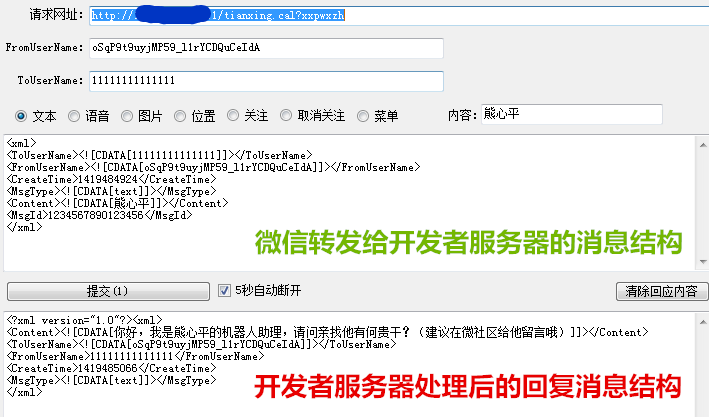 请求网址: http://1/tianxing.cal?xxpwxzh
FromUserName: oSqP9t9uyjMP59_l1rYCDQuCeIdA
ToUserName: 11111111111111
文本 语音 图片 位置 关注 取消关注 菜单 内容: 熊心平
<xml>
<ToUserName><![CDATA[11111111111111]]></ToUserName>
<FromUserName><![CDATA[oSqP9t9uyjMP59_l1rYCDQuCeIdA]]></FromUserName>
<CreateTime>1419484924</CreateTime>
<MsgType><![CDATA[text]]></MsgType>
<Content><![CDATA[熊心平]]></Content>
<MsgId>1234567890123456</MsgId>
</xml>
微信转发给开发者服务器的消息结构
提交(1) 5秒自动断开 清除回应内容
<?xml version="1.0"?><xml>
<Content><![CDATA[你好，我是熊心平的机器人助理，请问亲找他有何贵干？（建议在微社区给他留言哦）]]></Content>
<ToUserName><![CDATA[oSqP9t9uyjMP59_l1rYCDQuCeIdA]]></ToUserName>
<FromUserName>11111111111111</FromUserName>
<CreateTime>1419485066</CreateTime>
<MsgType><![CDATA[text]]></MsgType>
</xml>
开发者服务器处理后的回复消息结构